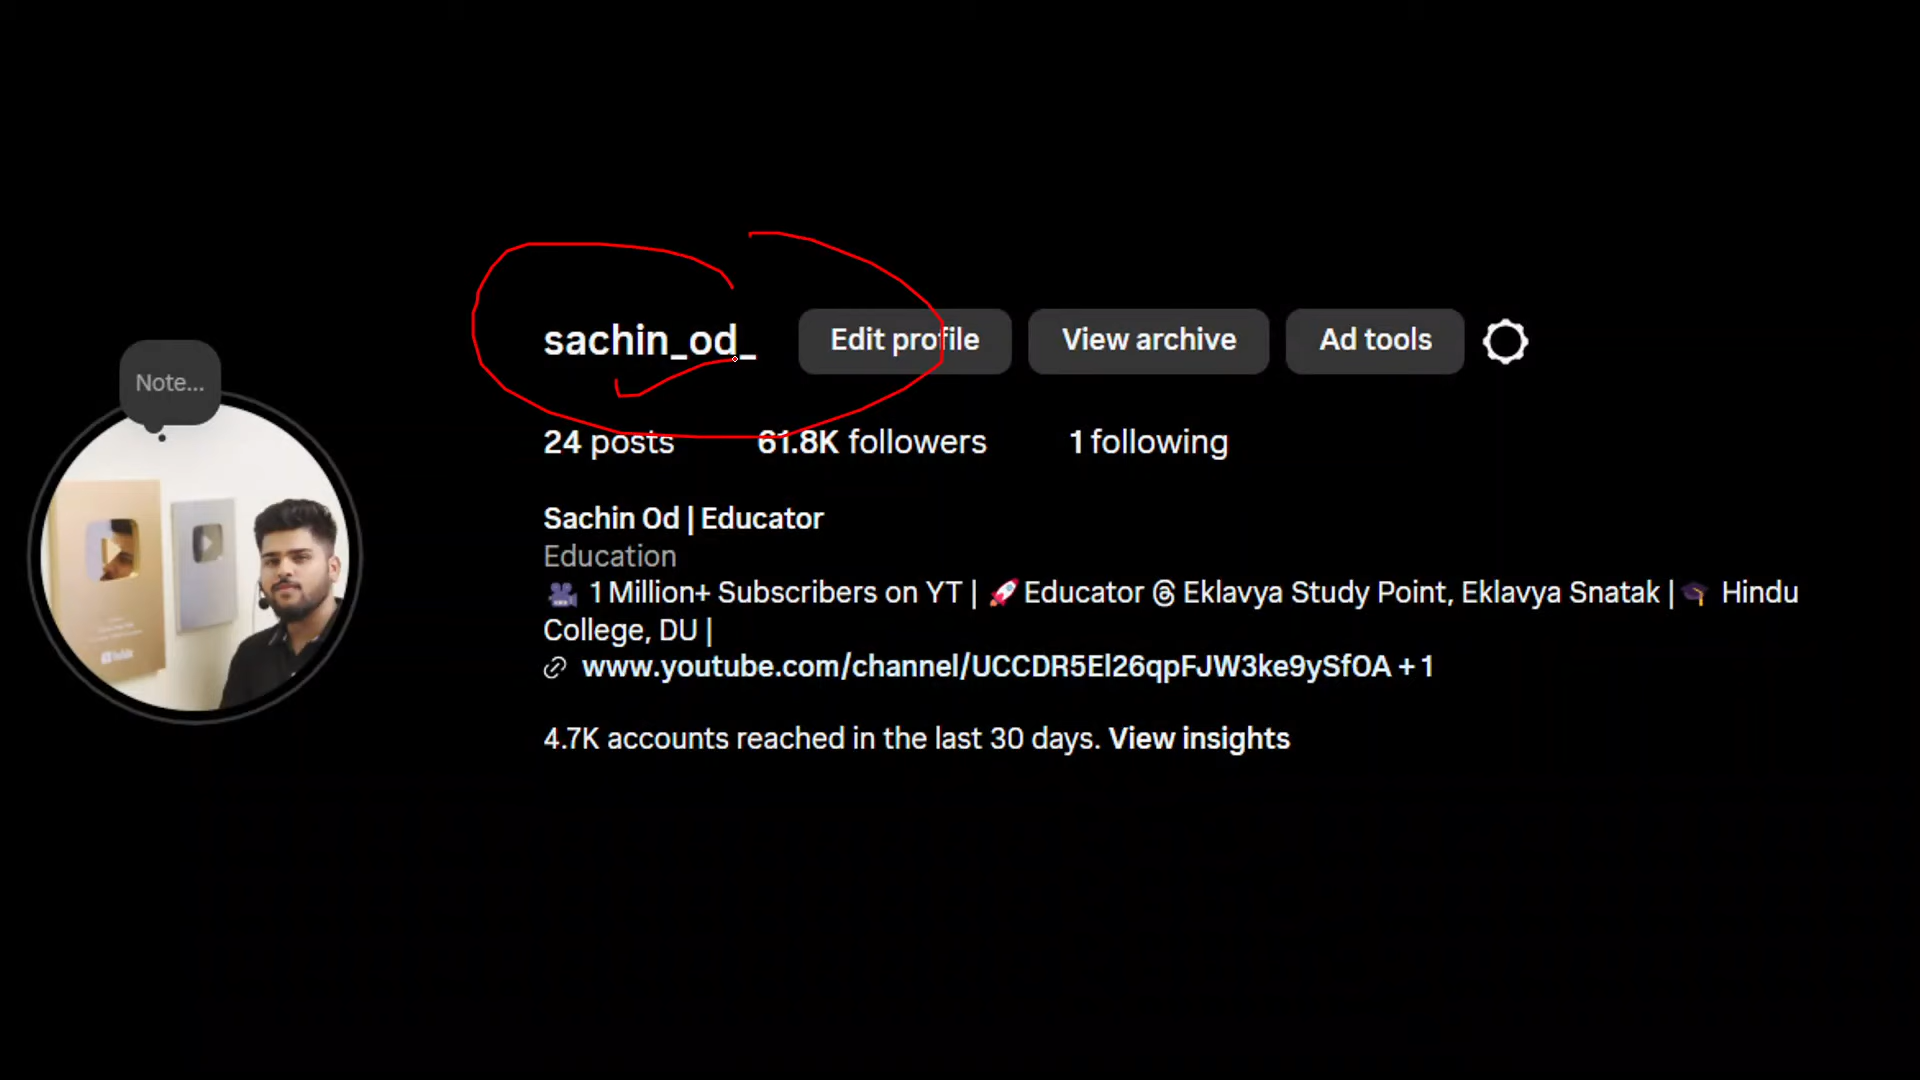 sachin_od_ Edit profile View archive Ad tools
Note...
24 posts 61.8K followers 1 following
Sachin Od | Educator
Education
🎥 1 Million+ Subscribers on YT | 🚀 Educator @ Eklavya Study Point, Eklavya Snatak | 🎓 Hindu
College, DU |
www.youtube.com/channel/UCCDR5El26qpFJW3ke9ySfOA + 1
4.7K accounts reached in the last 30 days. View insights